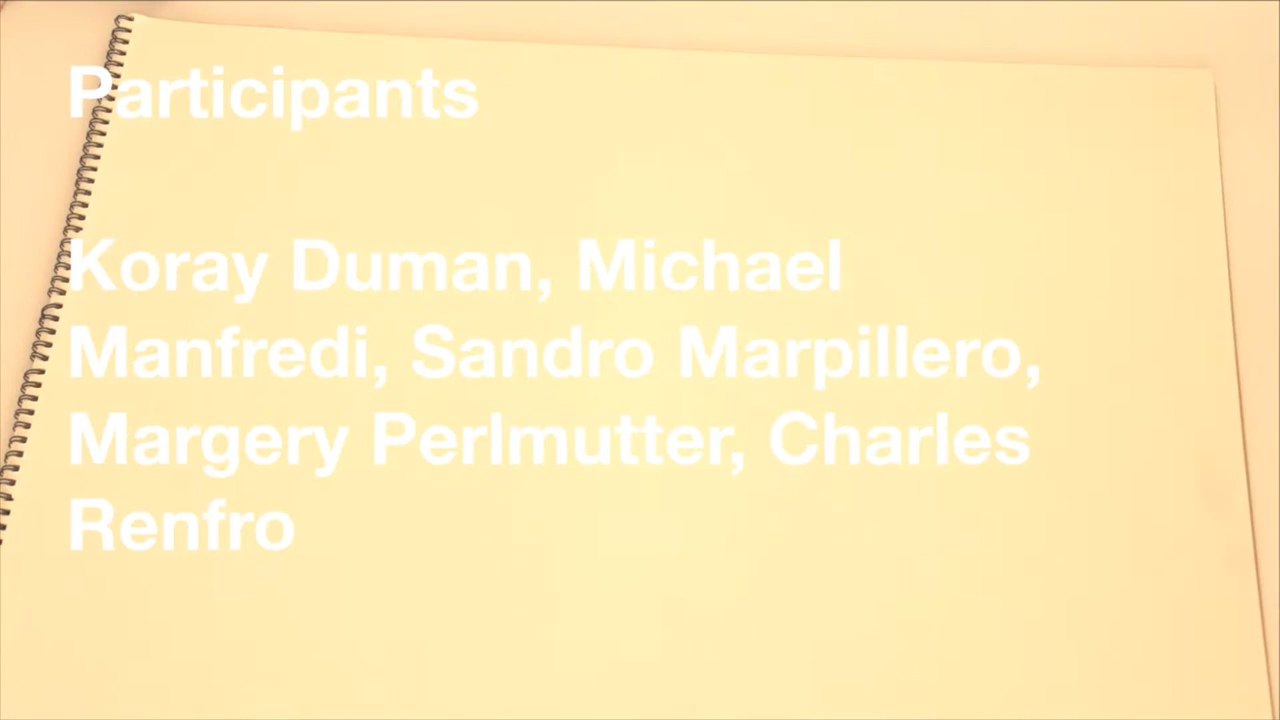 Participants
Koray Duman, Michael
Manfredi, Sandro Marpillero,
Margery Perlmutter, Charles
Renfro